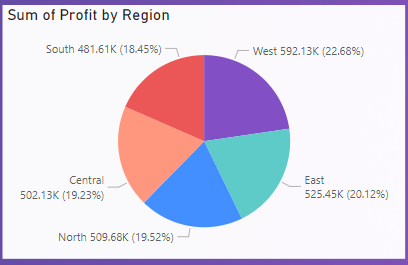 Sum of Profit by Region
South 481.61K (18.45%)
West 592.13K (22.68%)
Central
502.13K (19.23%)
East
525.45K (20.12%)
North 509.68K (19.52%)